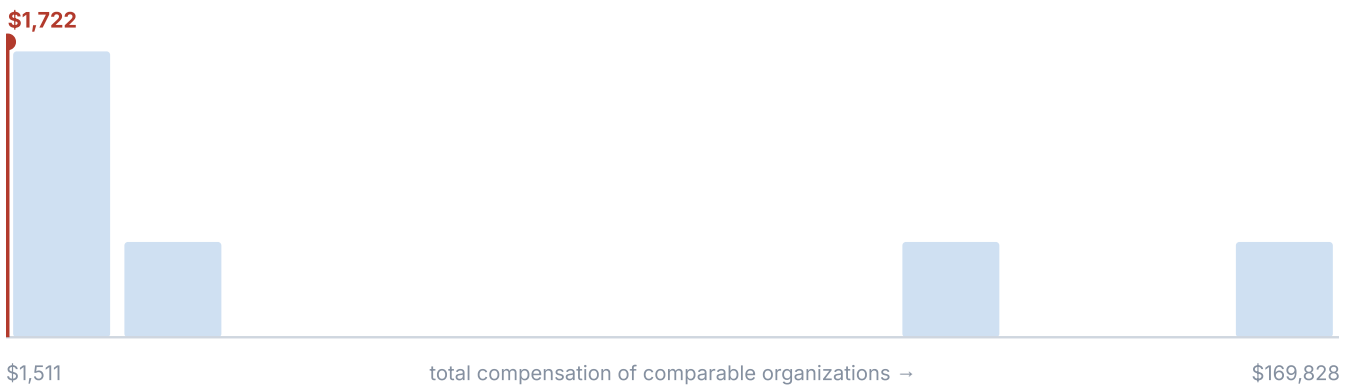 $1,722
$1,511
total compensation of comparable organizations →
$169,828